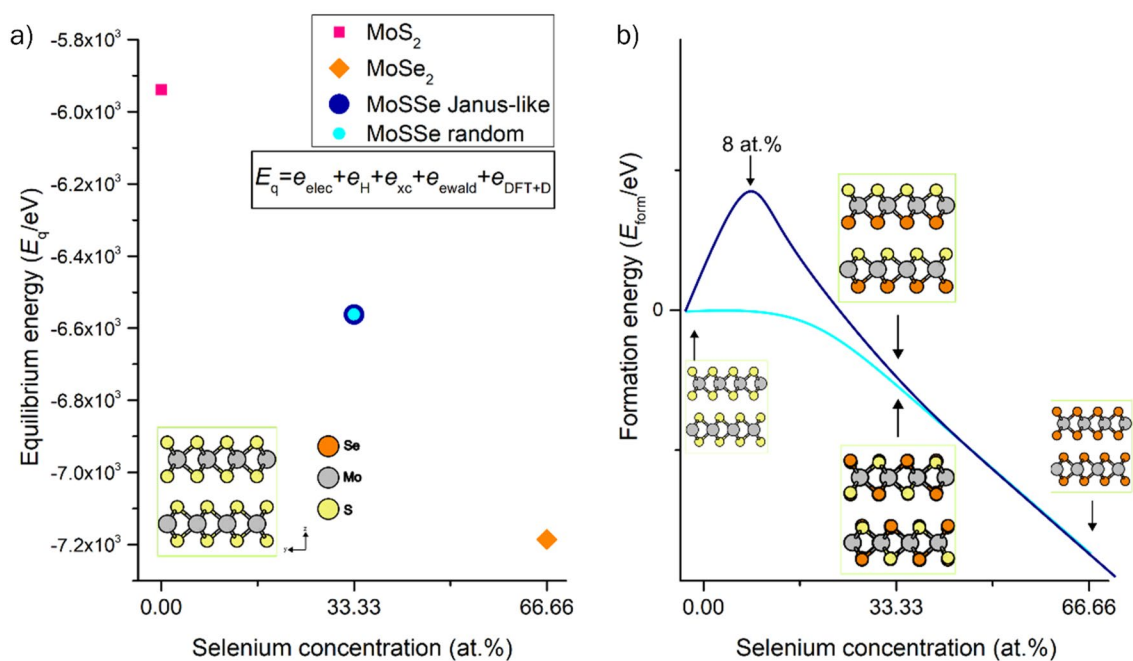 a)
-5.8x10³
-6.0x10³
-6.2x10³
-6.4x10³
-6.6x10³
-6.8x10³
-7.0x10³
-7.2x10³
Equilibrium energy (Eq/eV)
MoS₂
MoSe₂
MoSSe Janus-like
MoSSe random
Eq=eelec+eH+exc+eewald+eDFT+D
Se
Mo
S
z
y
0.00
33.33
66.66
Selenium concentration (at.%)
b)
8 at.%
0
Formation energy (Eform/eV)
0.00
33.33
66.66
Selenium concentration (at.%)